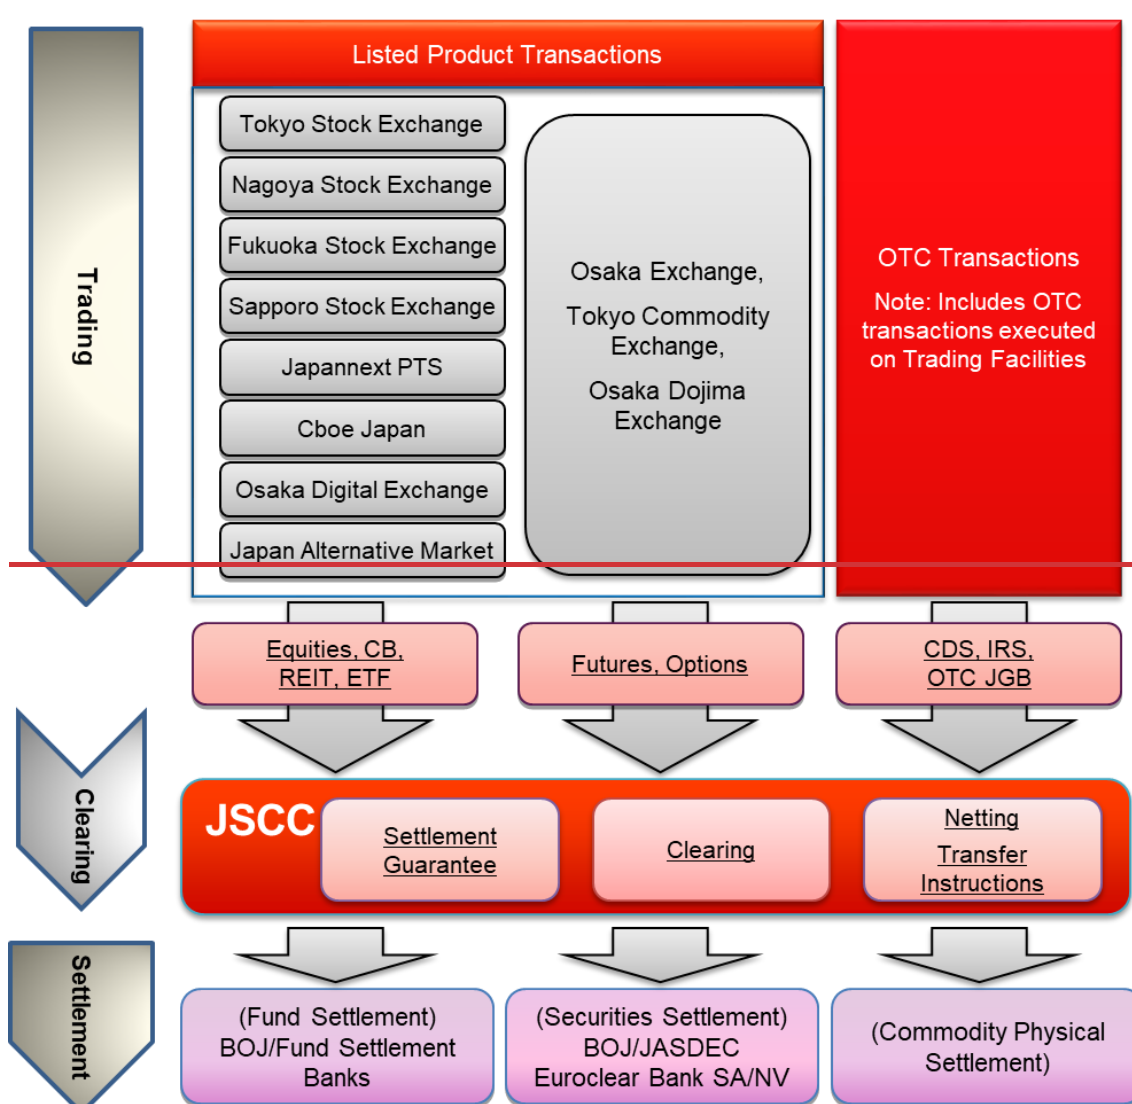 Listed Product Transactions
Tokyo Stock Exchange
Nagoya Stock Exchange
Fukuoka Stock Exchange
Sapporo Stock Exchange
Japannext PTS
Cboe Japan
Osaka Digital Exchange
Japan Alternative Market
Osaka Exchange,
Tokyo Commodity
Exchange,
Osaka Dojima
Exchange
OTC Transactions
Note: Includes OTC
transactions executed
on Trading Facilities
Trading
Equities, CB,
REIT, ETF
Futures, Options
CDS, IRS,
OTC JGB
Clearing
JSCC
Settlement
Guarantee
Clearing
Netting
Transfer
Instructions
Settlement
(Fund Settlement)
BOJ/Fund Settlement
Banks
(Securities Settlement)
BOJ/JASDEC
Euroclear Bank SA/NV
(Commodity Physical
Settlement)